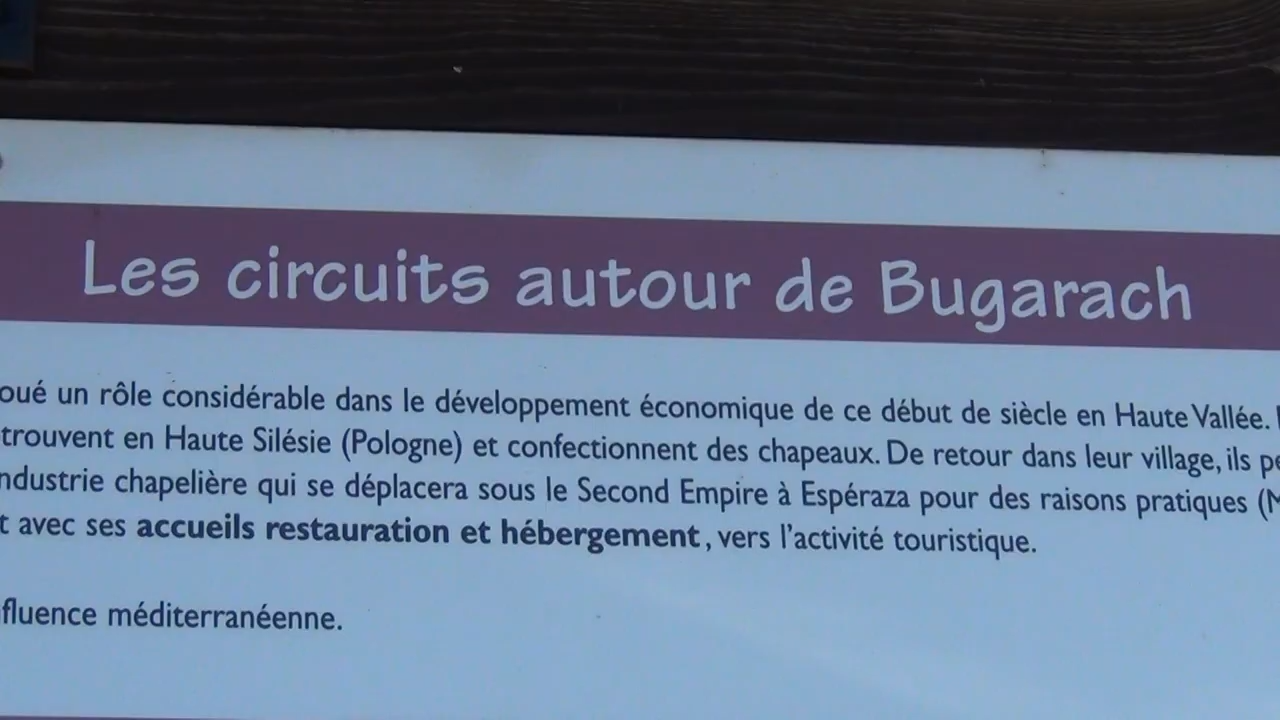 Les circuits autour de Bugarach
oué un rôle considérable dans le développement économique de ce début de siècle en Haute Vallée.
trouvent en Haute Silésie (Pologne) et confectionnent des chapeaux. De retour dans leur village, ils pe
ndustrie chapelière qui se déplacera sous le Second Empire à Espéraza pour des raisons pratiques (M
t avec ses accueils restauration et hébergement, vers l'activité touristique.
fluence méditerranéenne.